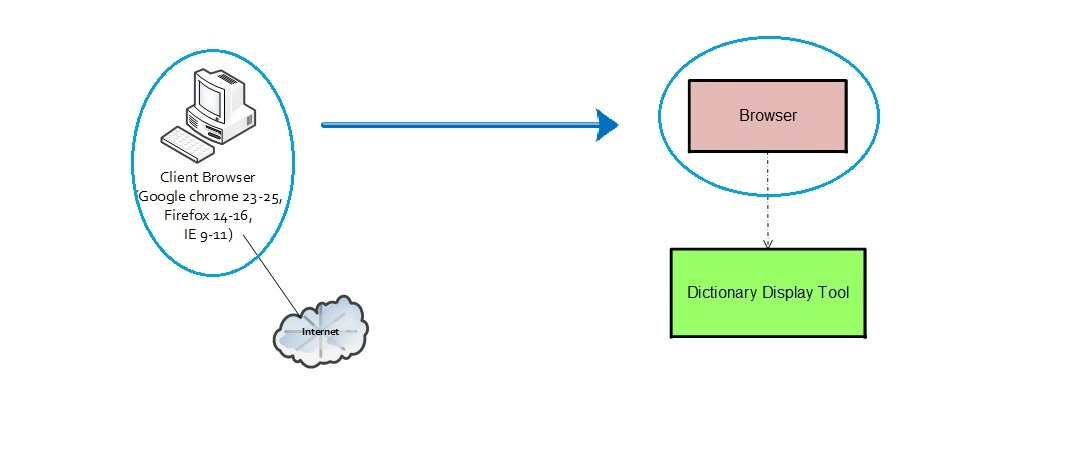 Client Browser
(Google chrome 23-25,
Firefox 14-16,
IE 9-11)
Internet
Browser
Dictionary Display Tool